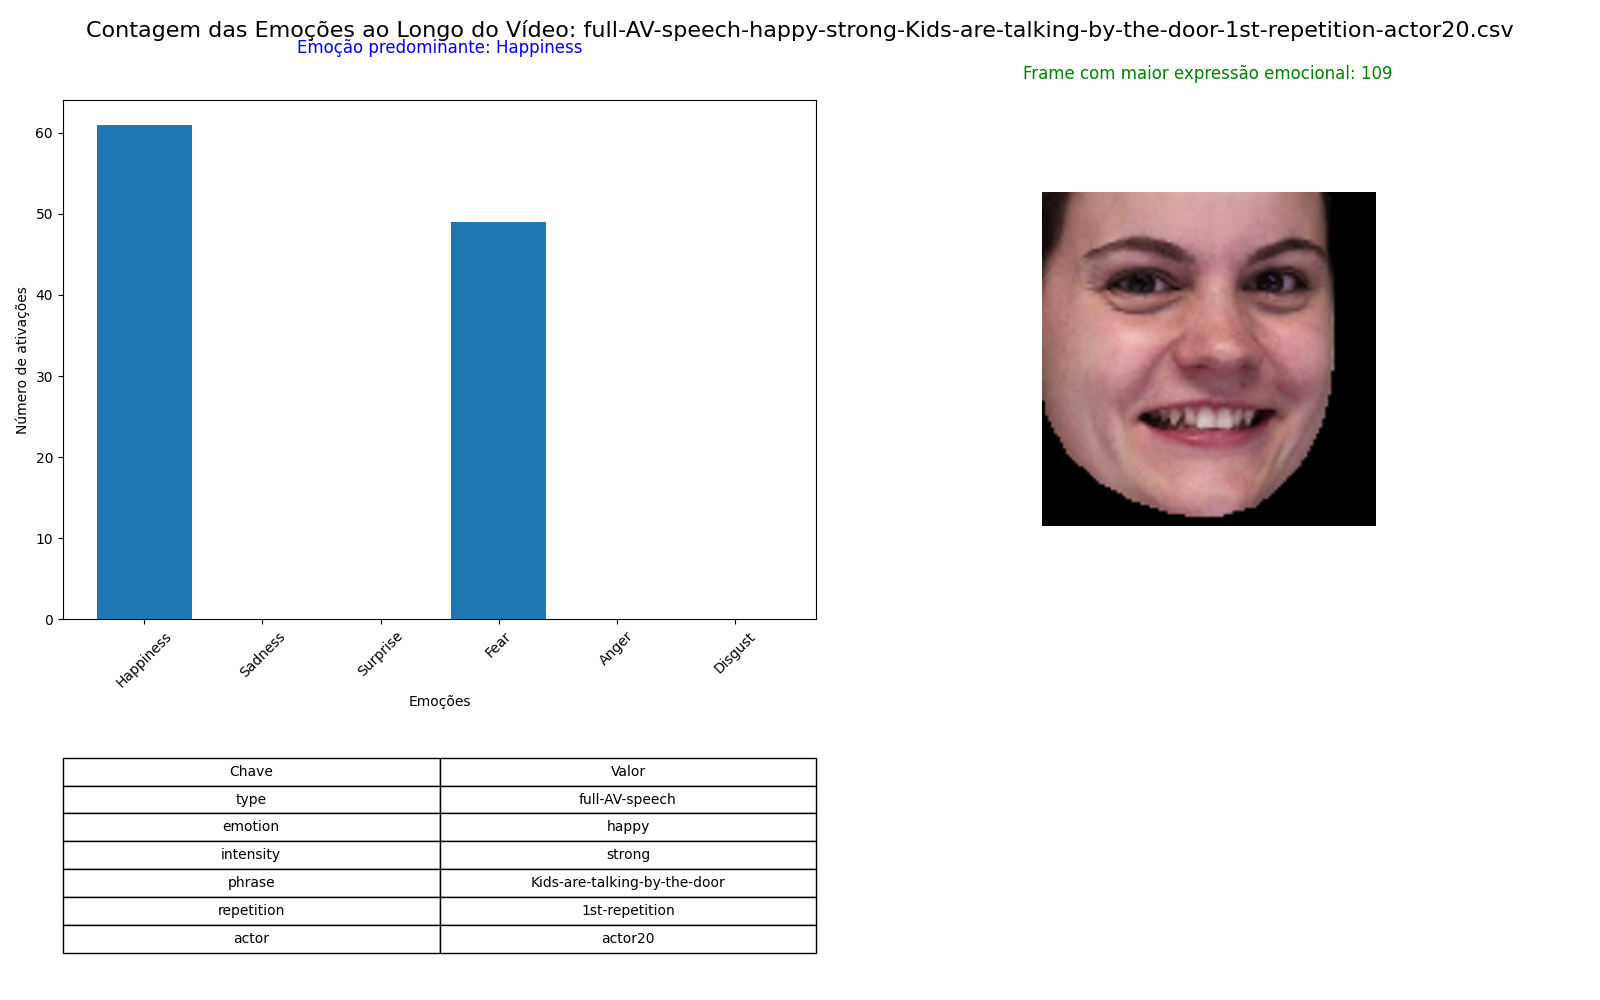 Contagem das Emoções ao Longo do Vídeo: full-AV-speech-happy-strong-Kids-are-talking-by-the-door-1st-repetition-actor20.csv
Emoção predominante: Happiness
Frame com maior expressão emocional: 109
60
50
40
30
20
10
0
Número de ativações
Happiness
Sadness
Surprise
Fear
Anger
Disgust
Emoções
Chave Valor
type full-AV-speech
emotion happy
intensity strong
phrase Kids-are-talking-by-the-door
repetition 1st-repetition
actor actor20